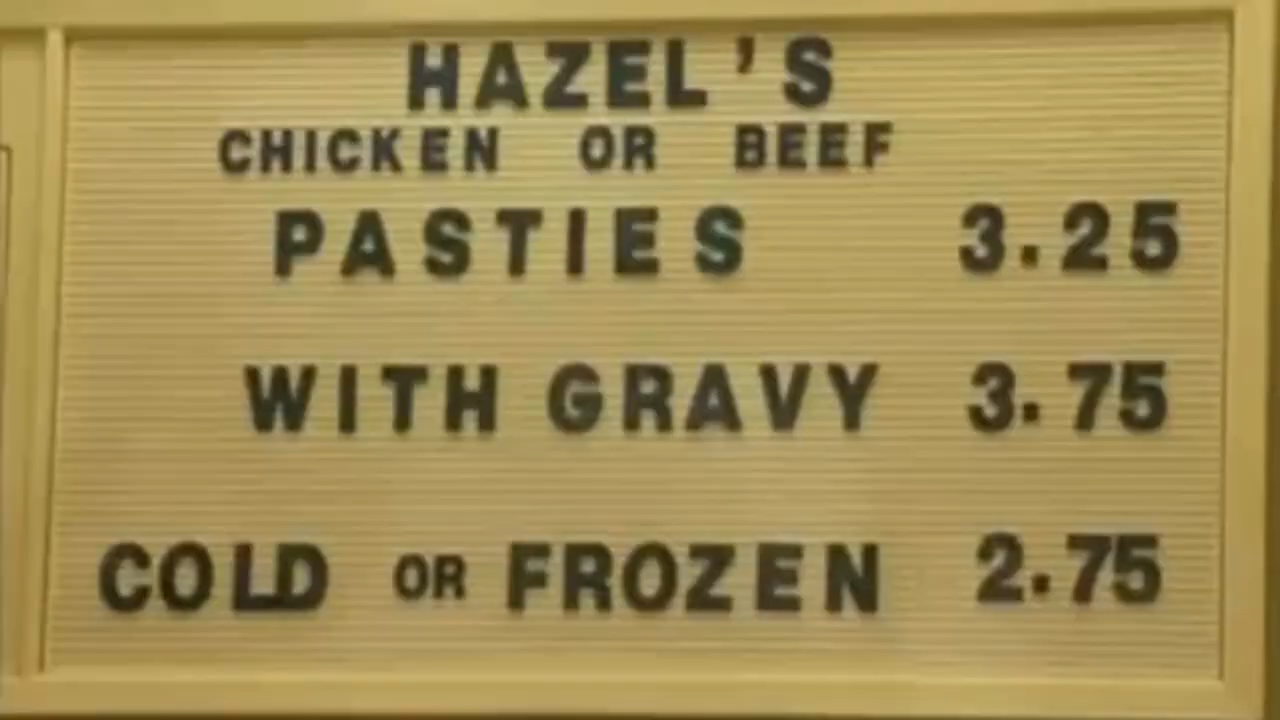 HAZEL'S
CHICKEN OR BEEF
PASTIES 3.25
WITH GRAVY 3.75
COLD OR FROZEN 2.75